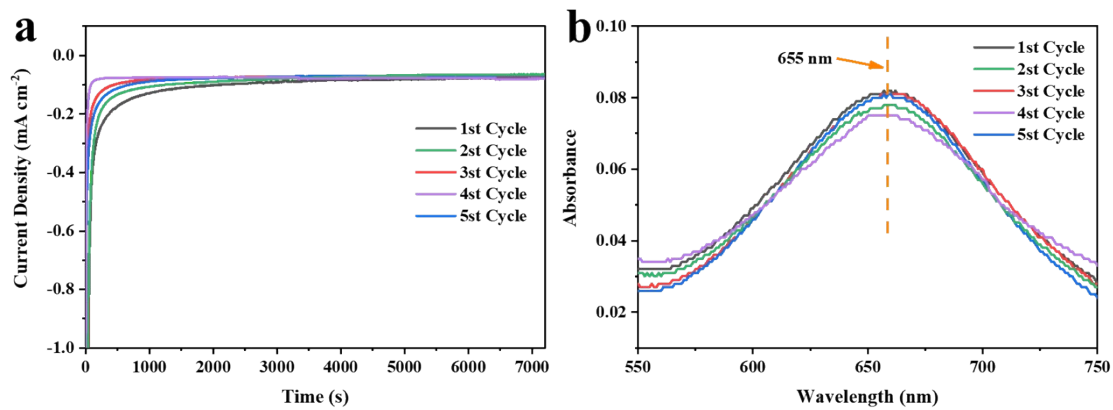 a
0.0
-0.2
-0.4
-0.6
-0.8
-1.0
Current Density (mA cm-2)
1st Cycle
2st Cycle
3st Cycle
4st Cycle
5st Cycle
0 1000 2000 3000 4000 5000 6000 7000
Time (s)
b
0.10
0.08
0.06
0.04
0.02
0.00
Absorbance
655 nm
1st Cycle
2st Cycle
3st Cycle
4st Cycle
5st Cycle
550 600 650 700 750
Wavelength (nm)